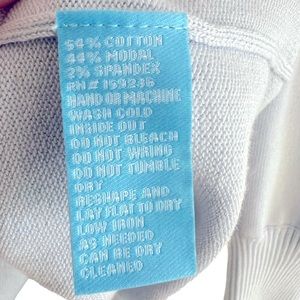 54% COTTON
44% MODAL
2% SPANDEX
RN# 159235
HAND OR MACHINE
WASH COLD
INSIDE OUT
DO NOT BLEACH
DO NOT WRING
DO NOT TUMBLE
DRY
RESHAPE AND
LAY FLAT TO DRY
LOW IRON
AS NEEDED
CAN BE DRY
CLEANED